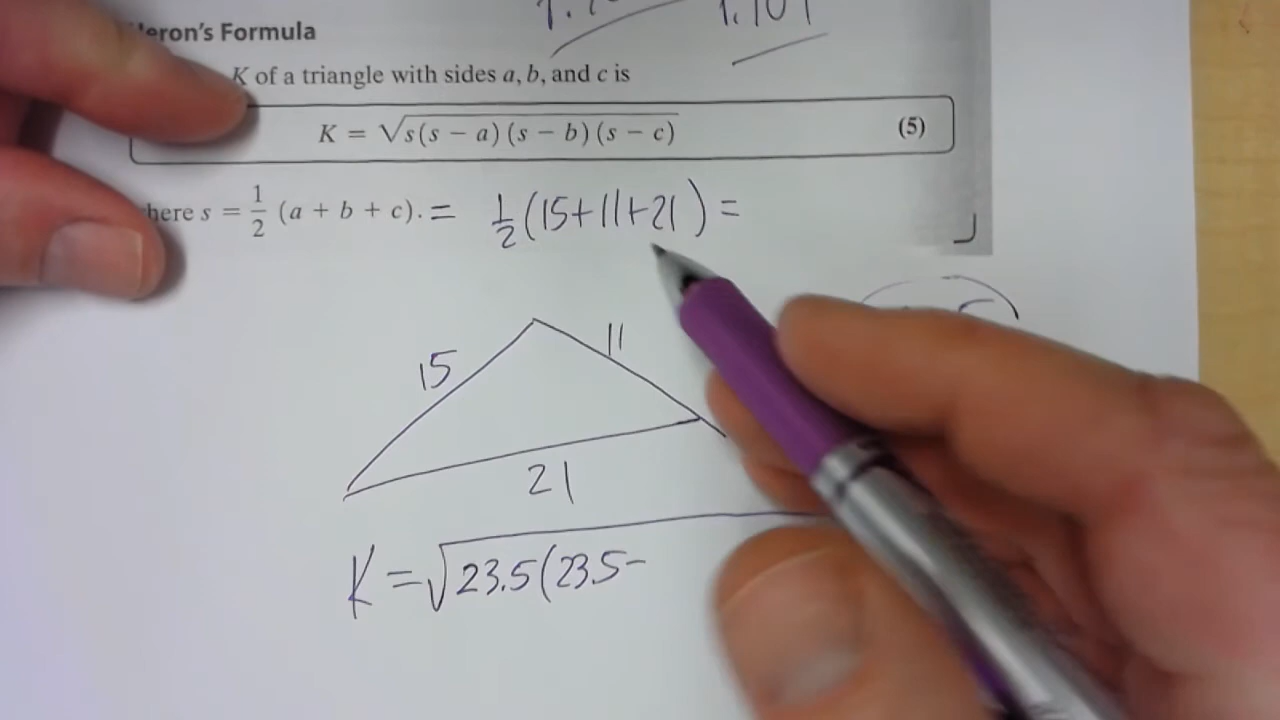 Heron's Formula
K of a triangle with sides a, b, and c is
K = √s(s − a)(s − b)(s − c) (5)
here s = 1/2 (a + b + c). = 1/2(15+11+21) =
15
11
21
K = √23.5(23.5-